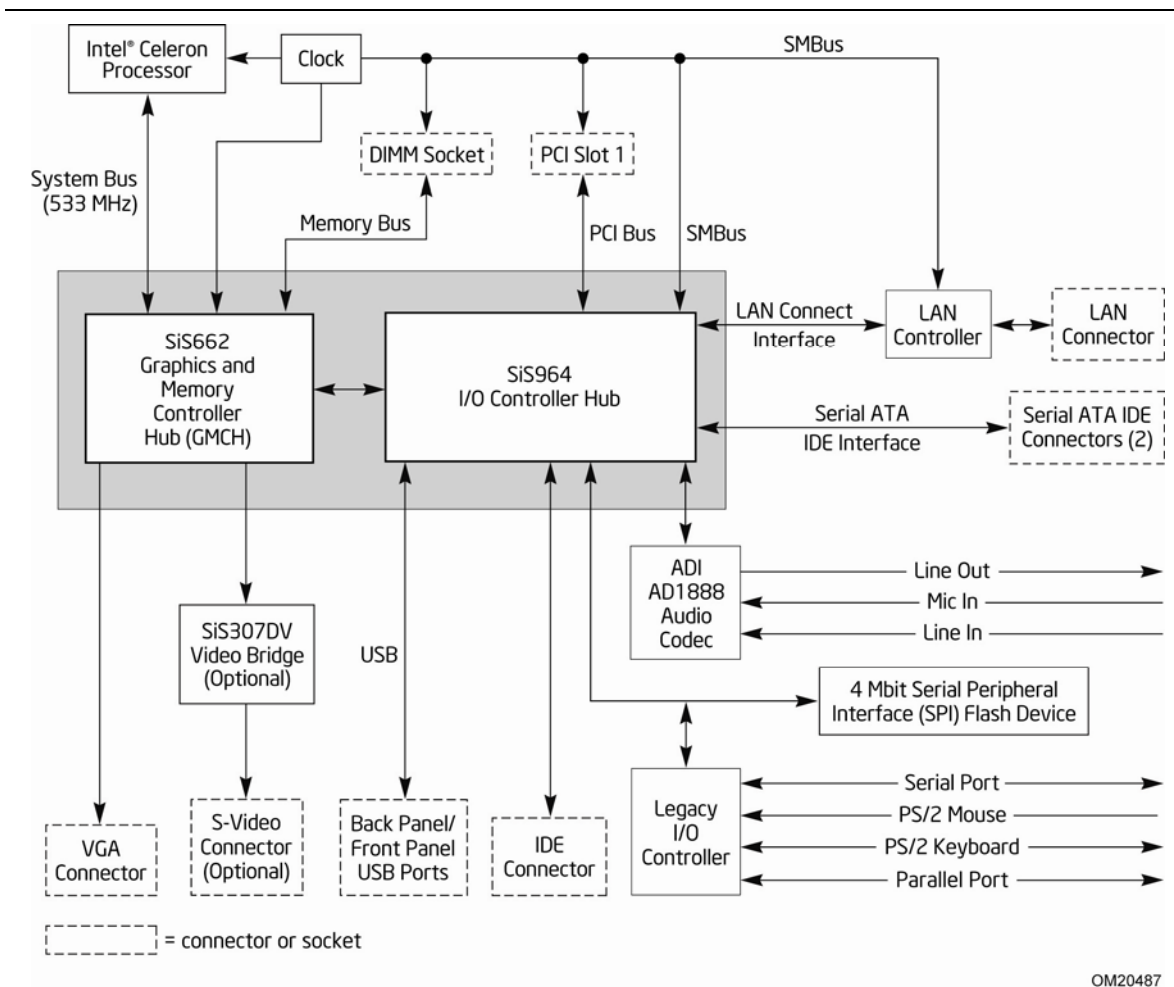 Intel® Celeron
Processor
Clock
SMBus
DIMM Socket
PCI Slot 1
System Bus
(533 MHz)
Memory Bus
PCI Bus
SMBus
SiS662
Graphics and
Memory
Controller
Hub (GMCH)
SiS964
I/O Controller Hub
LAN Connect
Interface
LAN
Controller
LAN
Connector
Serial ATA
IDE Interface
Serial ATA IDE
Connectors (2)
ADI
AD1888
Audio
Codec
Line Out
Mic In
Line In
SiS307DV
Video Bridge
(Optional)
USB
4 Mbit Serial Peripheral
Interface (SPI) Flash Device
Legacy
I/O
Controller
Serial Port
PS/2 Mouse
PS/2 Keyboard
Parallel Port
VGA
Connector
S-Video
Connector
(Optional)
Back Panel/
Front Panel
USB Ports
IDE
Connector
= connector or socket
OM20487